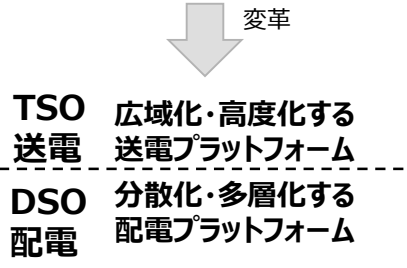 変革
TSO 広域化・高度化する
送電 送電プラットフォーム
DSO 分散化・多層化する
配電 配電プラットフォーム